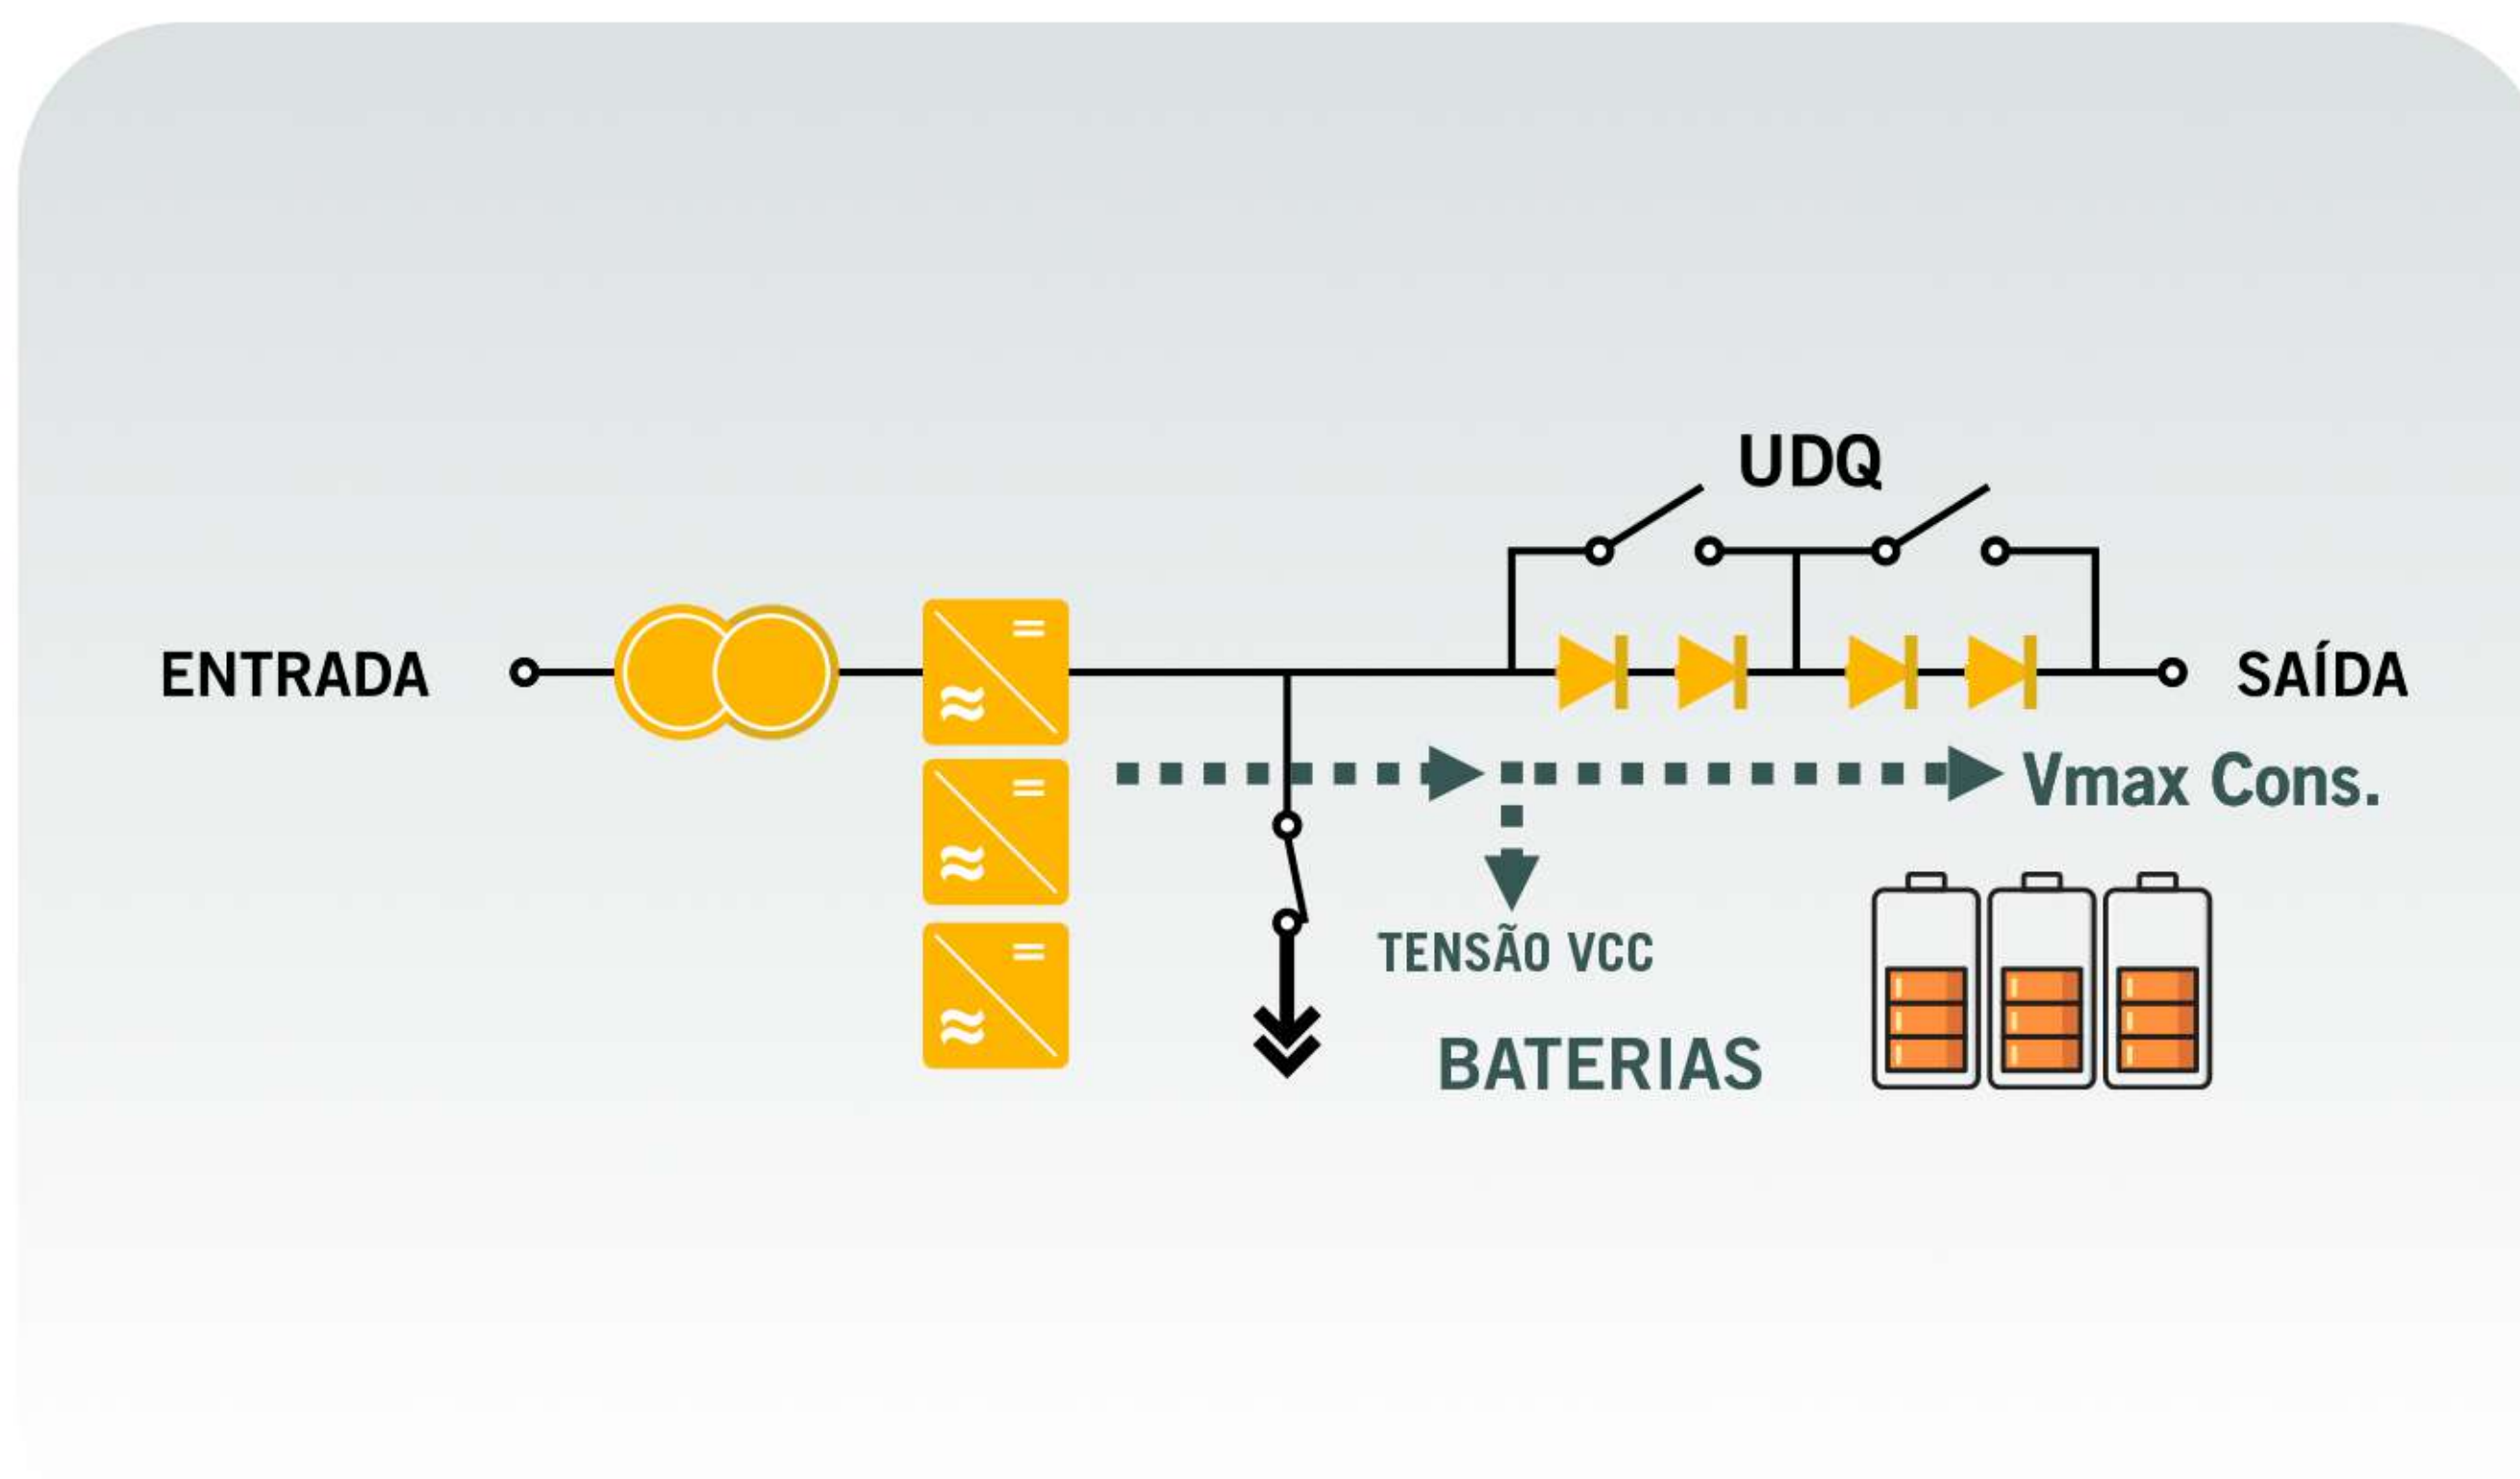 UDQ
ENTRADA
SAÍDA
Vmax Cons.
TENSÃO VCC
BATERIAS